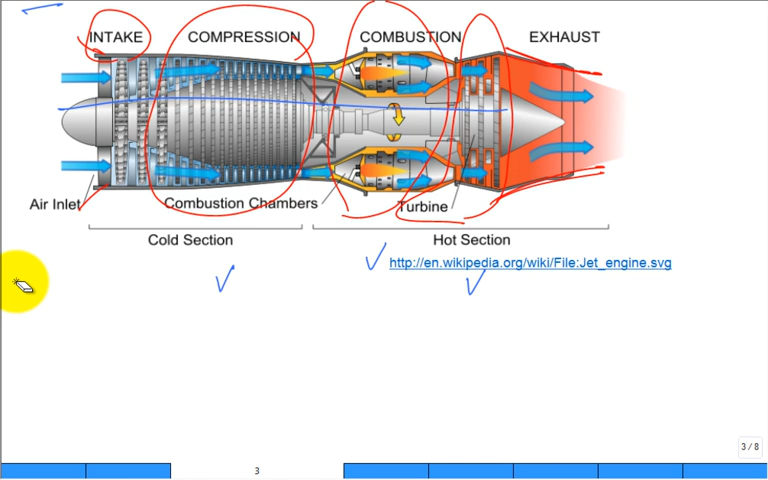 INTAKE COMPRESSION COMBUSTION EXHAUST
Air Inlet Combustion Chambers Turbine
Cold Section Hot Section
http://en.wikipedia.org/wiki/File:Jet_engine.svg
3 / 8
3